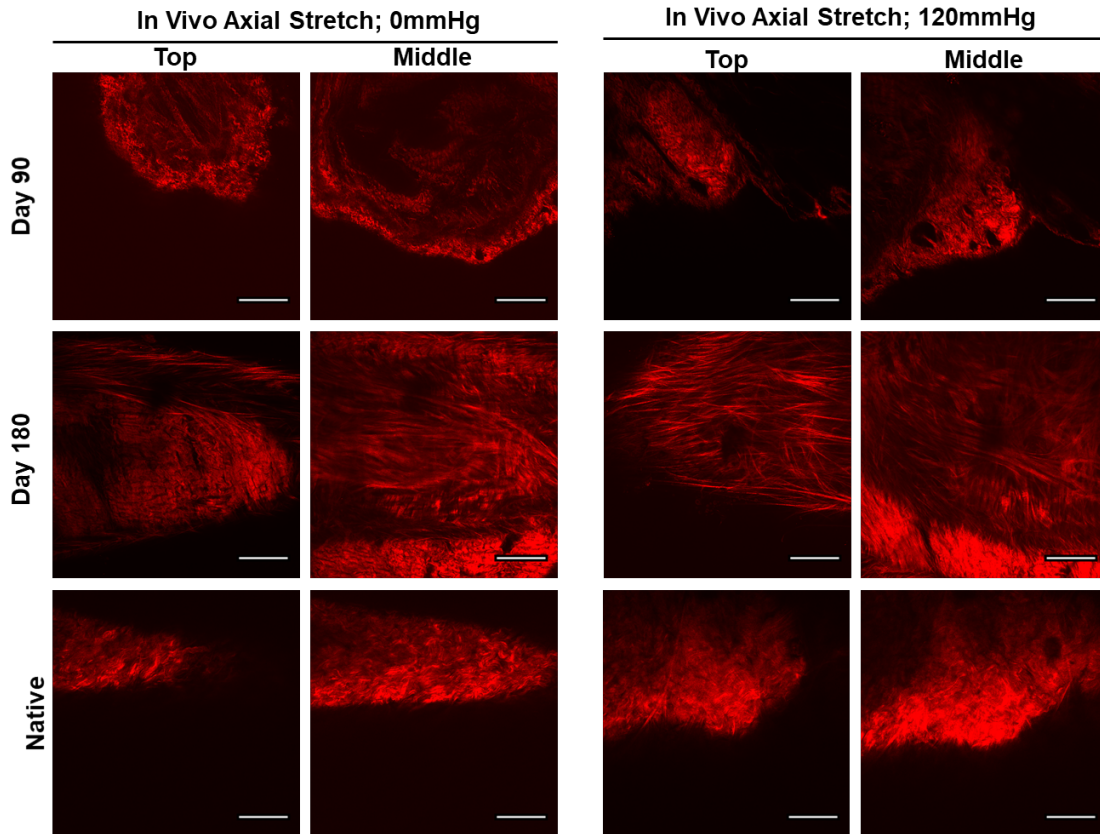 In Vivo Axial Stretch; 0mmHg
In Vivo Axial Stretch; 120mmHg
Top
Middle
Top
Middle
Day 90
Day 180
Native